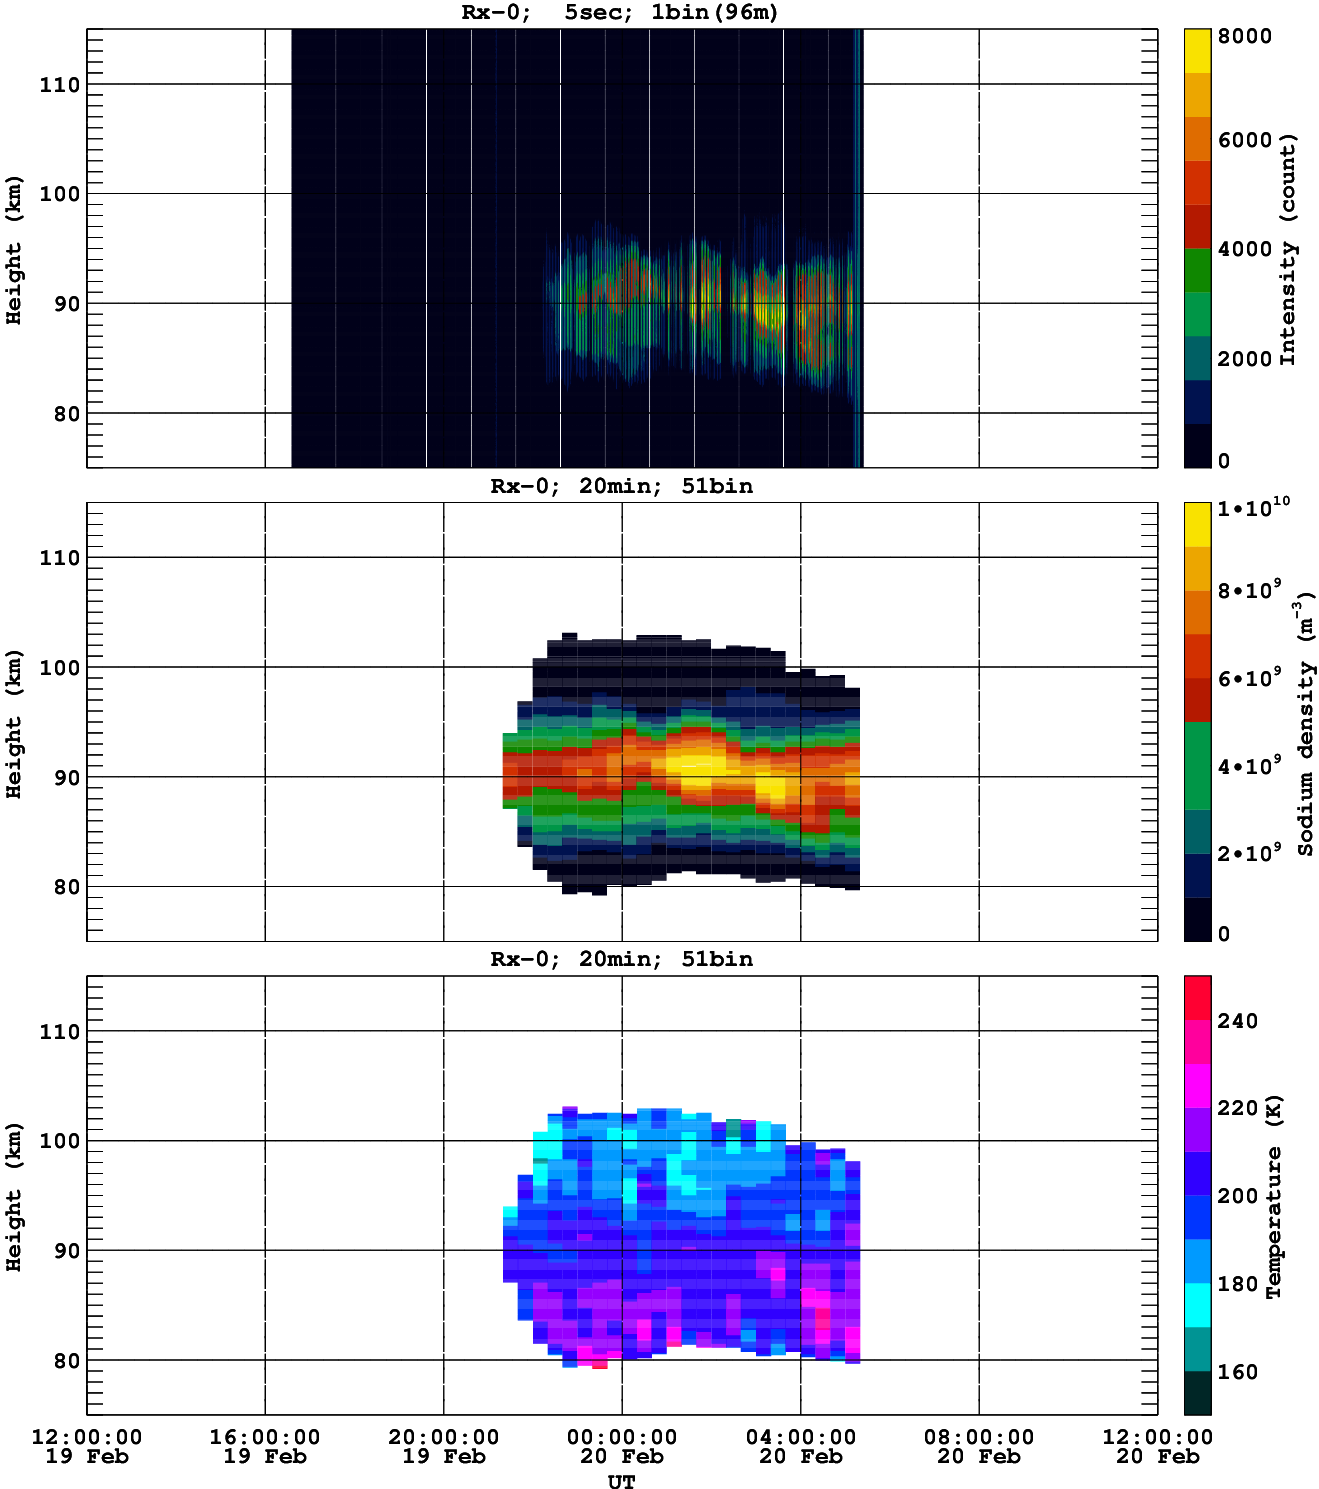 Rx-0;  5sec; 1bin(96m)
110
100
90
80
Height (km)
8000
6000
4000
2000
0
Intensity (count)
Rx-0; 20min; 51bin
110
100
90
80
Height (km)
1•10¹⁰
8•10⁹
6•10⁹
4•10⁹
2•10⁹
0
Sodium density (m⁻³)
Rx-0; 20min; 51bin
110
100
90
80
Height (km)
240
220
200
180
160
Temperature (K)
12:00:00 16:00:00 20:00:00 00:00:00 04:00:00 08:00:00 12:00:00
19 Feb 19 Feb 19 Feb 20 Feb 20 Feb 20 Feb 20 Feb
UT